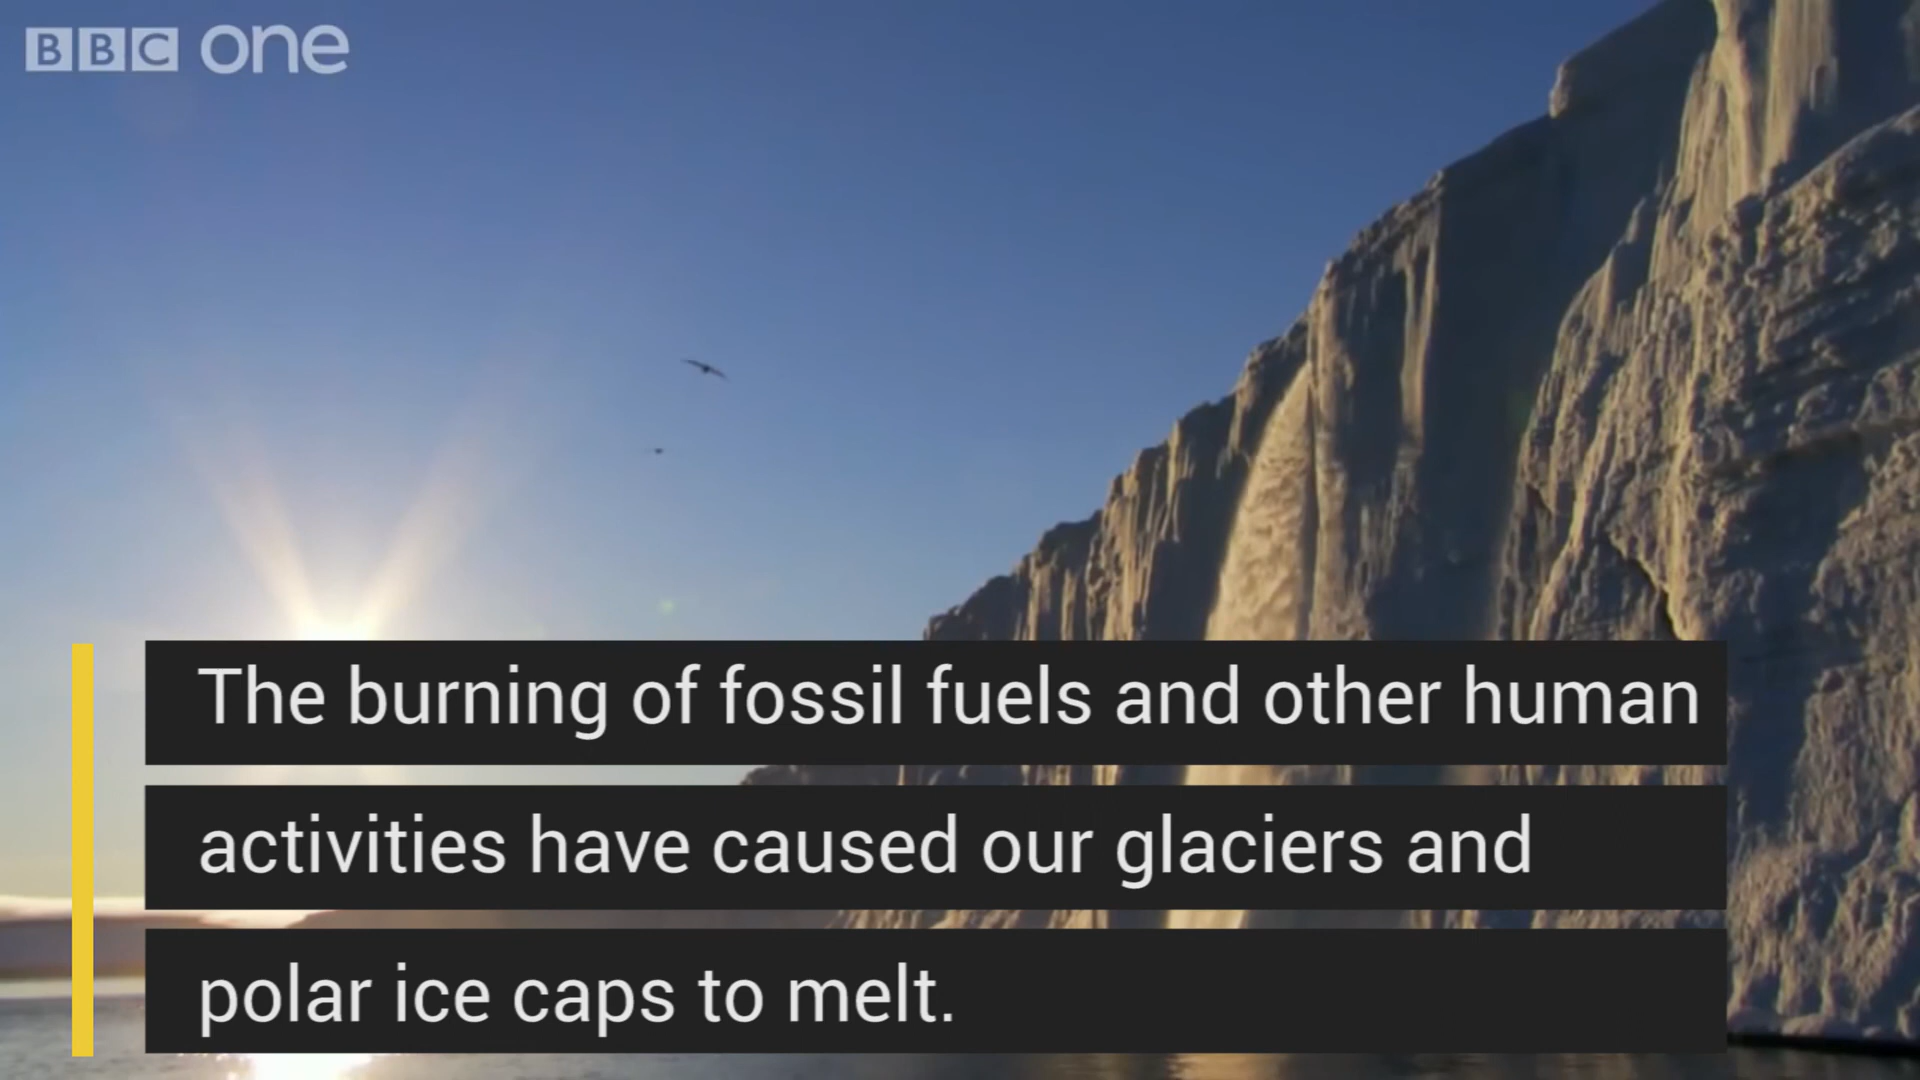 BBC one
The burning of fossil fuels and other human
activities have caused our glaciers and
polar ice caps to melt.